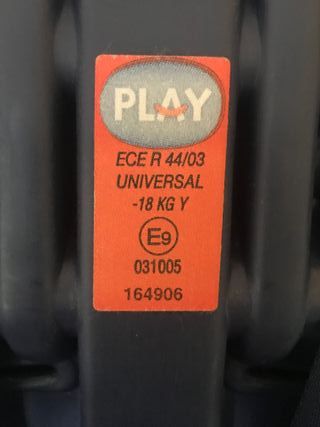 PLAY
ECE R 44/03
UNIVERSAL
-18 KG Y
E9
031005
164906